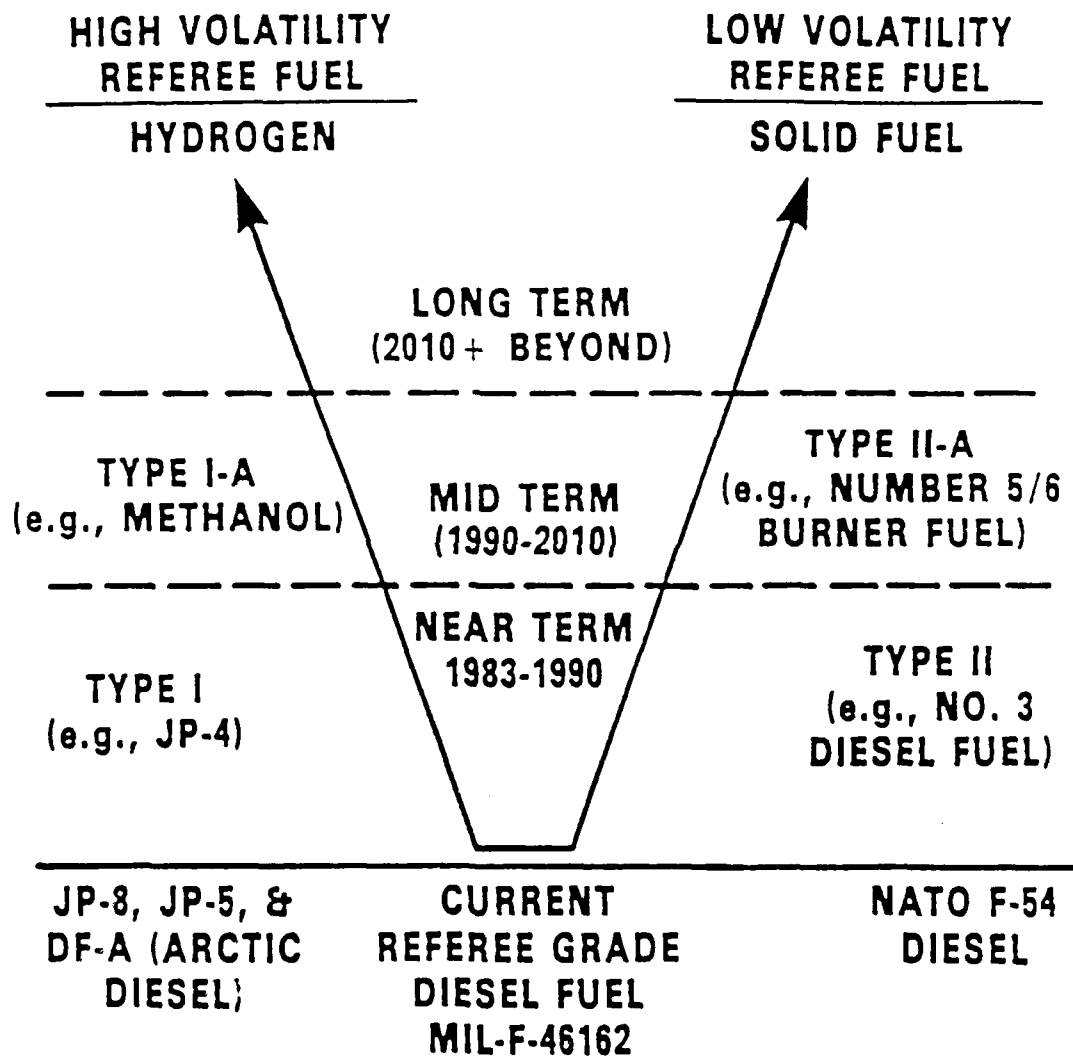 HIGH VOLATILITY
REFEREE FUEL
HYDROGEN
LOW VOLATILITY
REFEREE FUEL
SOLID FUEL
LONG TERM
(2010+ BEYOND)
TYPE I-A
(e.g., METHANOL)
MID TERM
(1990-2010)
TYPE II-A
(e.g., NUMBER 5/6
BURNER FUEL)
NEAR TERM
1983-1990
TYPE I
(e.g., JP-4)
TYPE II
(e.g., NO. 3
DIESEL FUEL)
JP-8, JP-5, &
DF-A (ARCTIC
DIESEL)
CURRENT
REFEREE GRADE
DIESEL FUEL
MIL-F-46162
NATO F-54
DIESEL